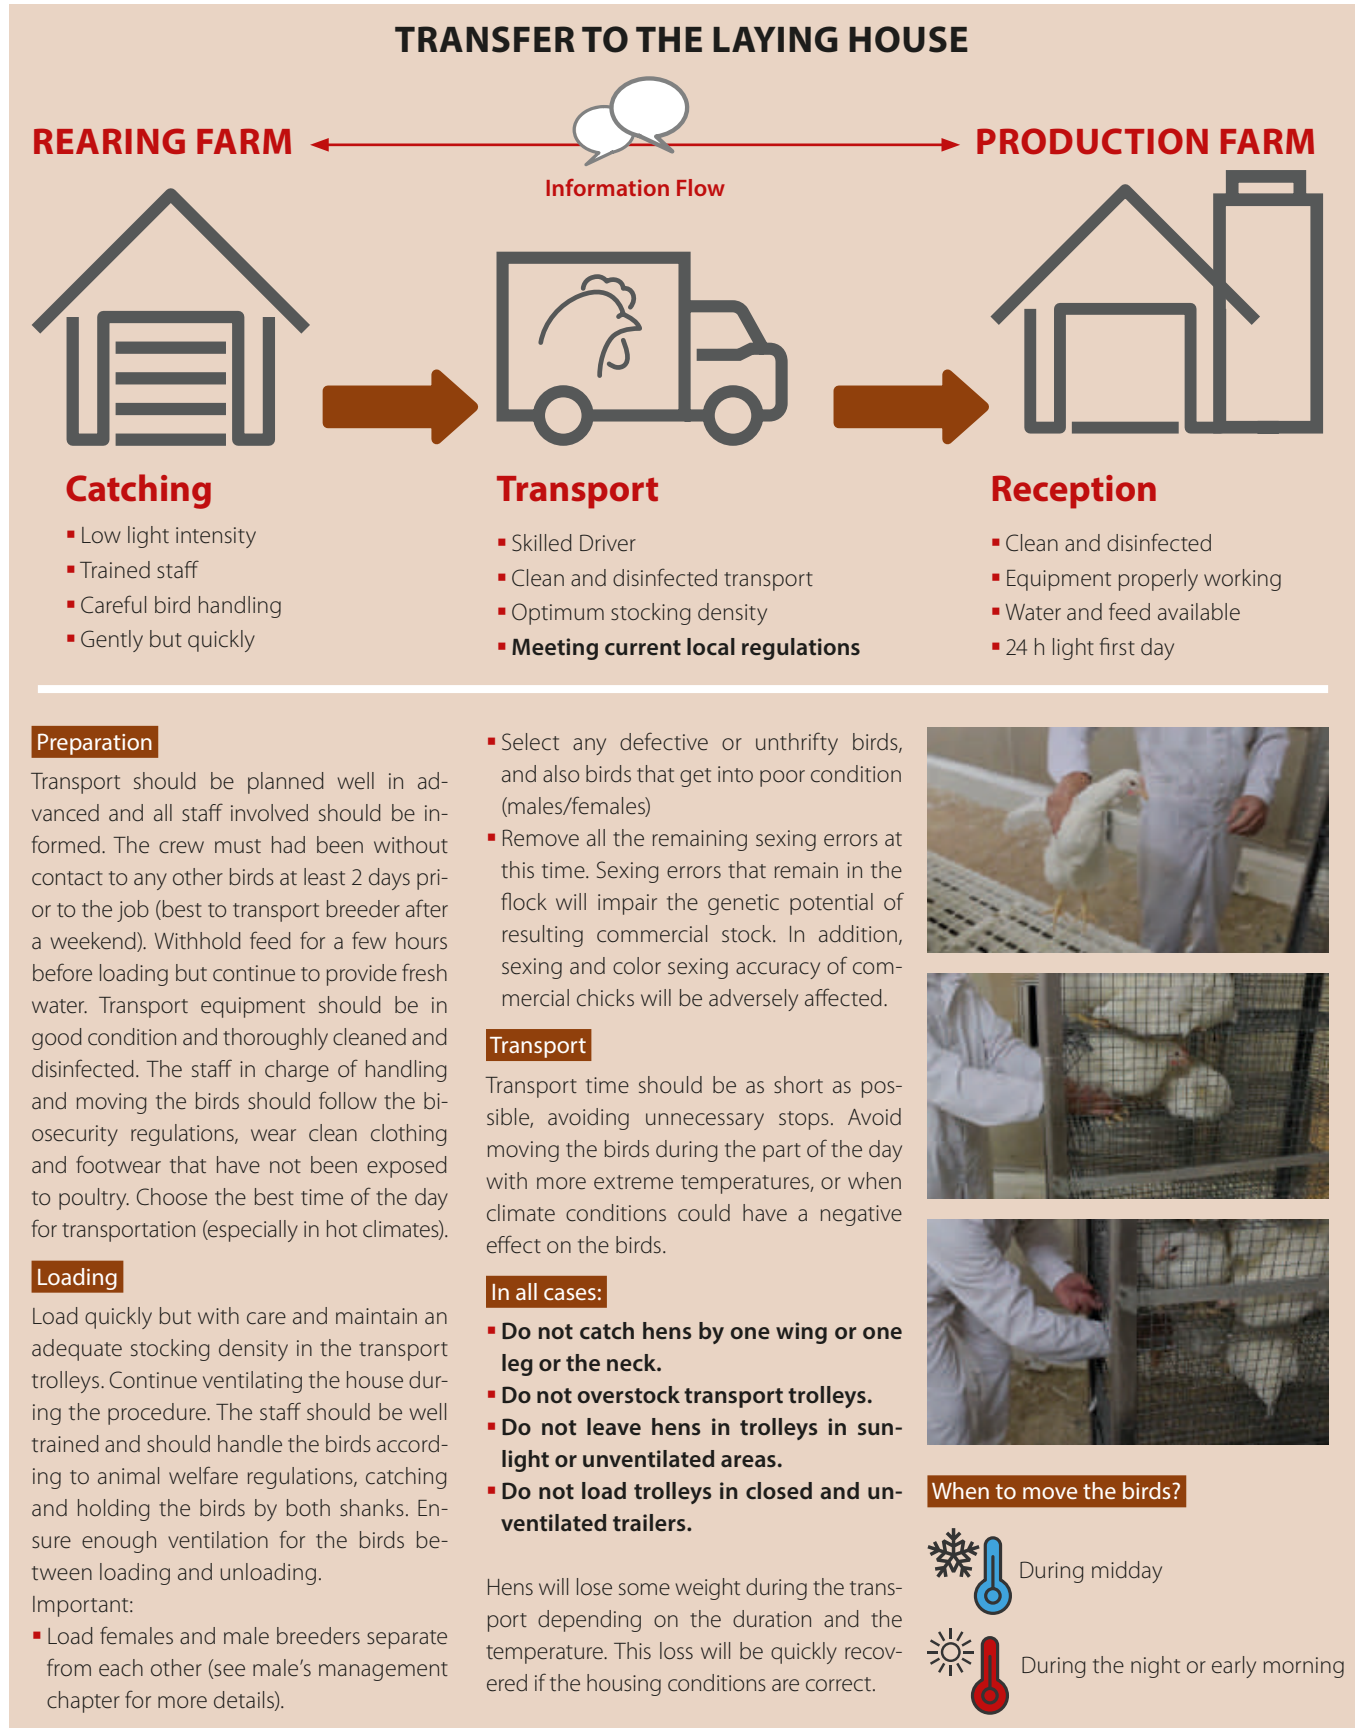 TRANSFER TO THE LAYING HOUSE
REARING FARM
PRODUCTION FARM
Information Flow
Catching
▪ Low light intensity
▪ Trained staff
▪ Careful bird handling
▪ Gently but quickly
Transport
▪ Skilled Driver
▪ Clean and disinfected transport
▪ Optimum stocking density
▪ Meeting current local regulations
Reception
▪ Clean and disinfected
▪ Equipment properly working
▪ Water and feed available
▪ 24 h light first day
Preparation
Transport should be planned well in ad-
vanced and all staff involved should be in-
formed. The crew must had been without
contact to any other birds at least 2 days pri-
or to the job (best to transport breeder after
a weekend). Withhold feed for a few hours
before loading but continue to provide fresh
water. Transport equipment should be in
good condition and thoroughly cleaned and
disinfected. The staff in charge of handling
and moving the birds should follow the bi-
osecurity regulations, wear clean clothing
and footwear that have not been exposed
to poultry. Choose the best time of the day
for transportation (especially in hot climates).
Loading
Load quickly but with care and maintain an
adequate stocking density in the transport
trolleys. Continue ventilating the house dur-
ing the procedure. The staff should be well
trained and should handle the birds accord-
ing to animal welfare regulations, catching
and holding the birds by both shanks. En-
sure enough ventilation for the birds be-
tween loading and unloading.
Important:
▪ Load females and male breeders separate
from each other (see male's management
chapter for more details).
▪ Select any defective or unthrifty birds,
and also birds that get into poor condition
(males/females)
▪ Remove all the remaining sexing errors at
this time. Sexing errors that remain in the
flock will impair the genetic potential of
resulting commercial stock. In addition,
sexing and color sexing accuracy of com-
mercial chicks will be adversely affected.
Transport
Transport time should be as short as pos-
sible, avoiding unnecessary stops. Avoid
moving the birds during the part of the day
with more extreme temperatures, or when
climate conditions could have a negative
effect on the birds.
In all cases:
▪ Do not catch hens by one wing or one
leg or the neck.
▪ Do not overstock transport trolleys.
▪ Do not leave hens in trolleys in sun-
light or unventilated areas.
▪ Do not load trolleys in closed and un-
ventilated trailers.
Hens will lose some weight during the trans-
port depending on the duration and the
temperature. This loss will be quickly recov-
ered if the housing conditions are correct.
When to move the birds?
During midday
During the night or early morning